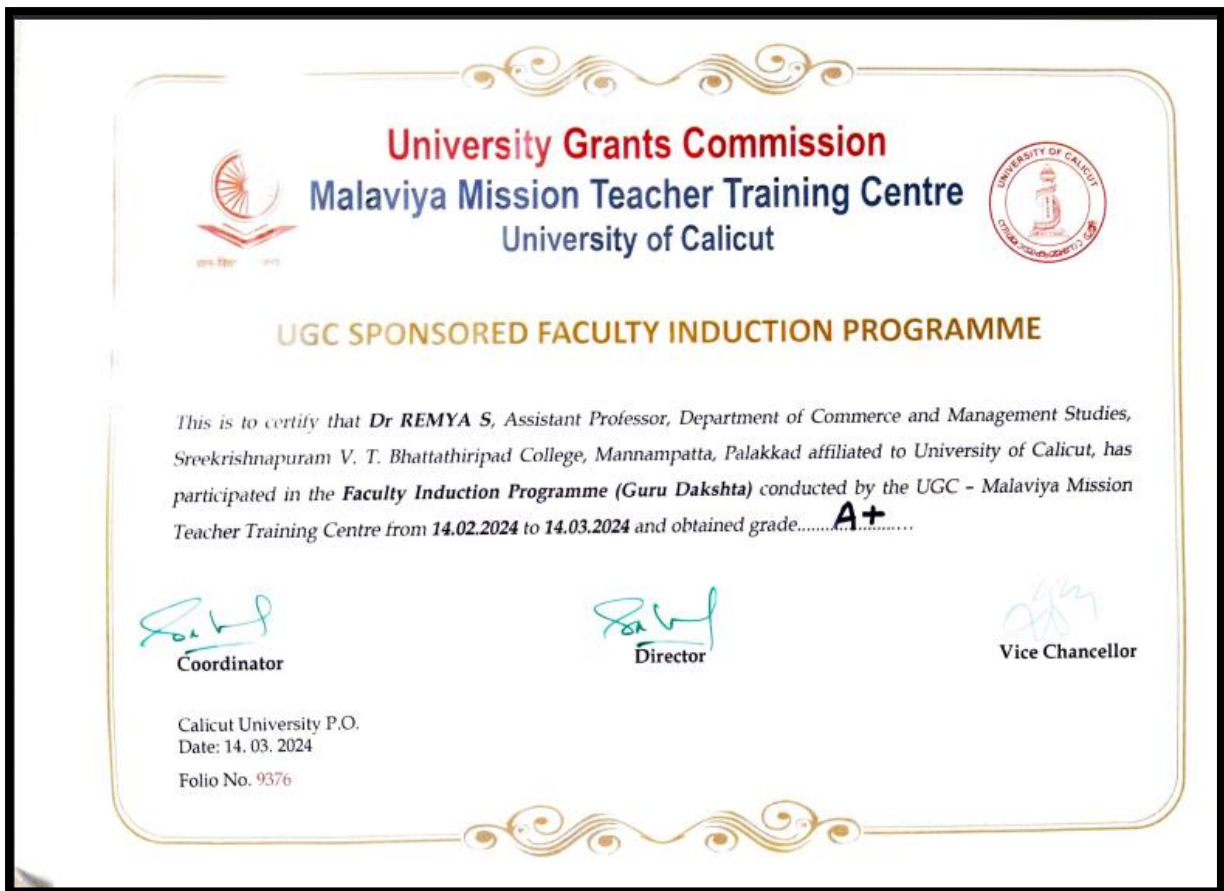 University Grants Commission
Malaviya Mission Teacher Training Centre
University of Calicut
UNIVERSITY OF CALICUT
UGC SPONSORED FACULTY INDUCTION PROGRAMME
This is to certify that Dr REMYA S, Assistant Professor, Department of Commerce and Management Studies,
Sreekrishnapuram V. T. Bhattathiripad College, Mannampatta, Palakkad affiliated to University of Calicut, has
participated in the Faculty Induction Programme (Guru Dakshta) conducted by the UGC – Malaviya Mission
Teacher Training Centre from 14.02.2024 to 14.03.2024 and obtained grade........A+........
Coordinator
Director
Vice Chancellor
Calicut University P.O.
Date: 14. 03. 2024
Folio No. 9376